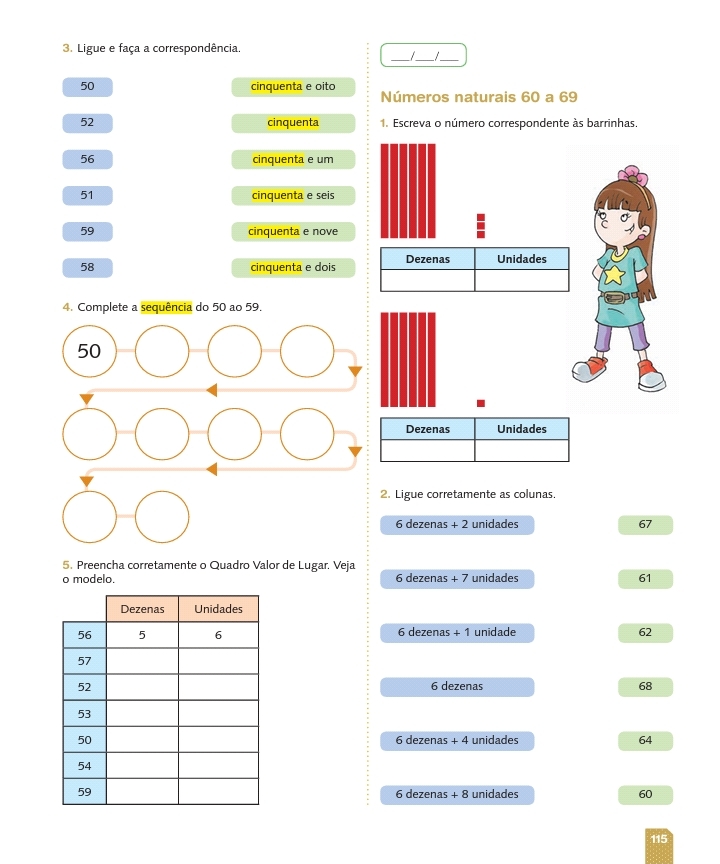 3. Ligue e faça a correspondência.
50
cinquenta e oito
52
cinquenta
56
cinquenta e um
51
cinquenta e seis
59
cinquenta e nove
58
cinquenta e dois
4. Complete a sequência do 50 ao 59.
50
5. Preencha corretamente o Quadro Valor de Lugar. Veja
o modelo.
Dezenas Unidades
56 5 6
57
52
53
50
54
59
___/___/___
Números naturais 60 a 69
1. Escreva o número correspondente às barrinhas.
Dezenas Unidades
Dezenas Unidades
2. Ligue corretamente as colunas.
6 dezenas + 2 unidades
67
6 dezenas + 7 unidades
61
6 dezenas + 1 unidade
62
6 dezenas
68
6 dezenas + 4 unidades
64
6 dezenas + 8 unidades
60
115